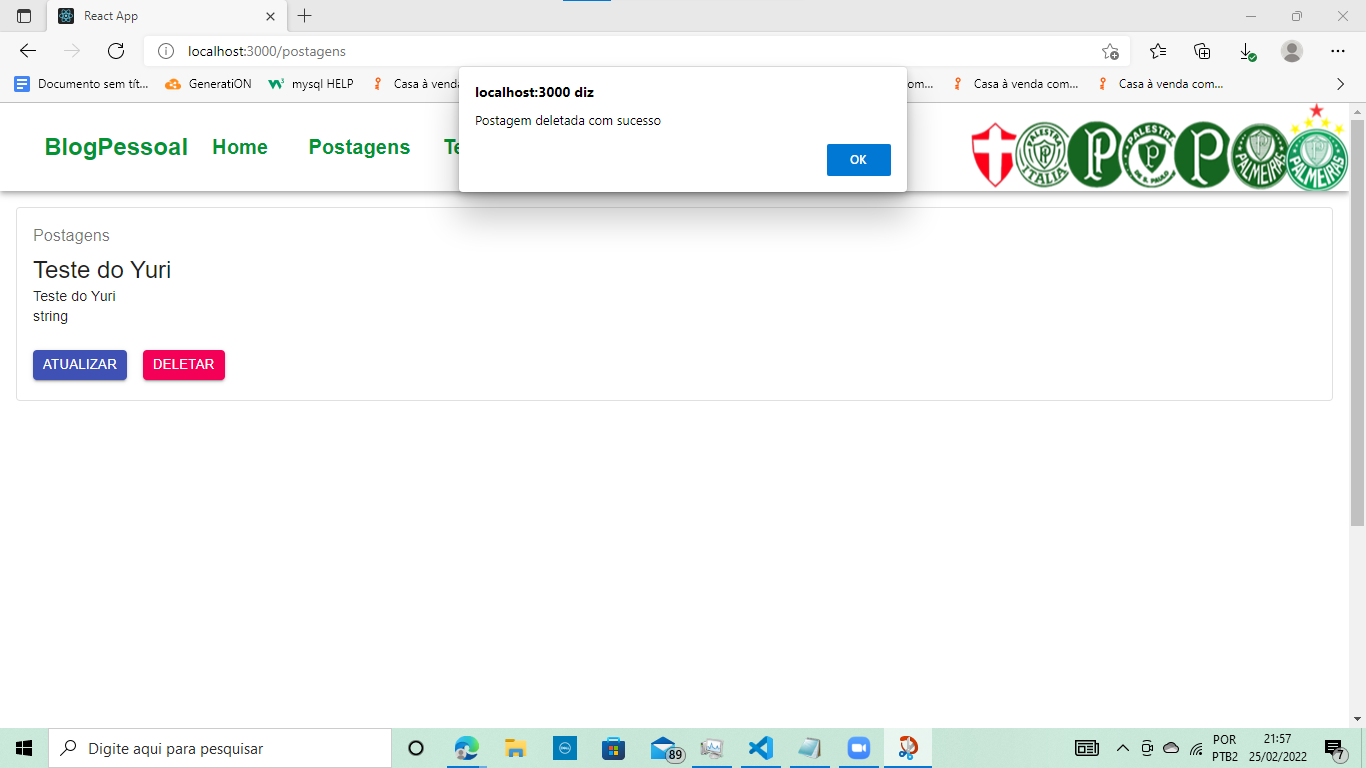 React App
localhost:3000/postagens
Documento sem tít...
GeneratiON
mysql HELP
Casa à venda
om...
Casa à venda com...
Casa à venda com...
localhost:3000 diz
Postagem deletada com sucesso
OK
BlogPessoal
Home
Postagens
Te
PALESTRA ITALIA
PALESTRA
PALMEIRAS
PALMEIRAS
Postagens
Teste do Yuri
Teste do Yuri
string
ATUALIZAR
DELETAR
Digite aqui para pesquisar
89
POR
PTB2
21:57
25/02/2022
7